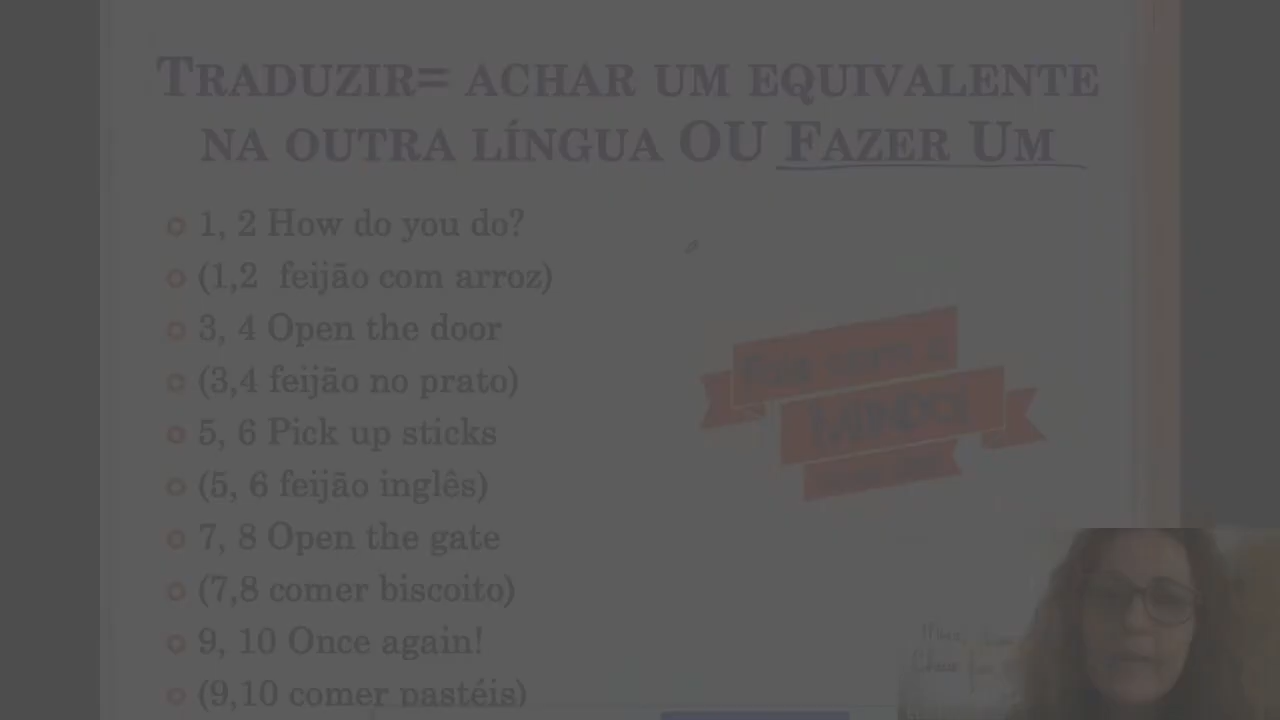 TRADUZIR= ACHAR UM EQUIVALENTE
NA OUTRA LÍNGUA OU FAZER UM
1, 2 How do you do?
(1,2 feijão com arroz)
3, 4 Open the door
(3,4 feijão no prato)
5, 6 Pick up sticks
(5, 6 feijão inglês)
7, 8 Open the gate
(7,8 comer biscoito)
9, 10 Once again!
(9,10 comer pastéis)